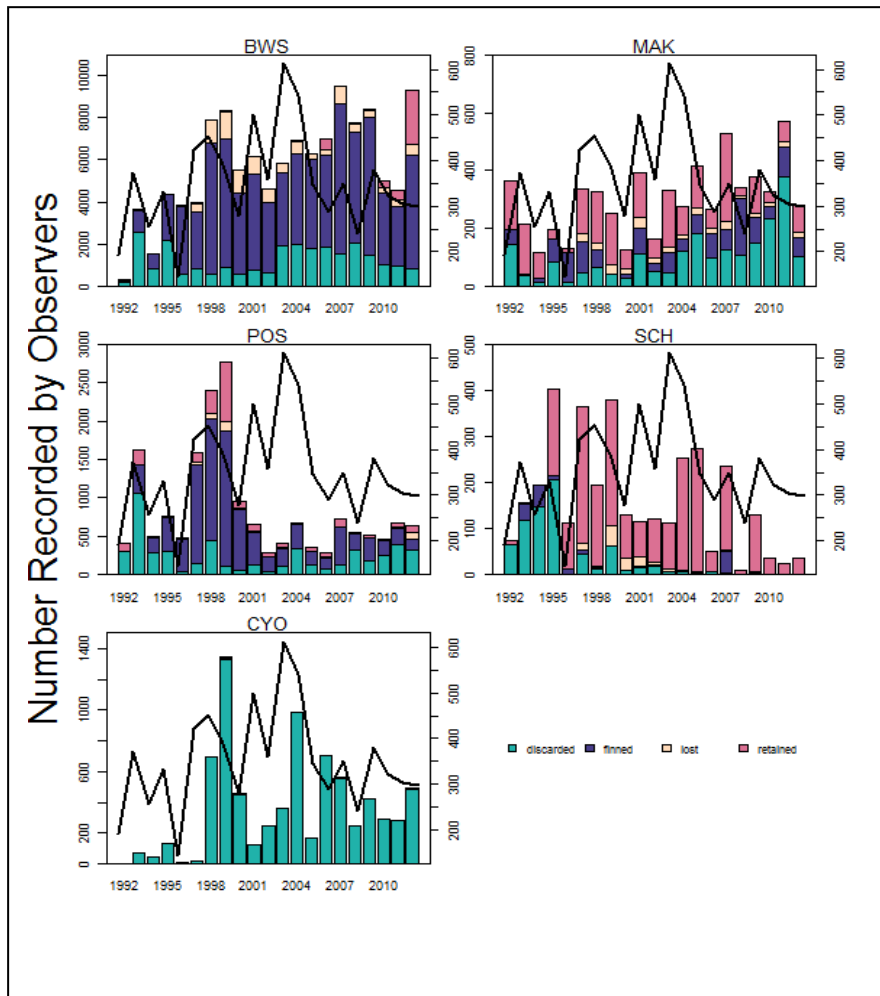 Number Recorded by Observers
BWS
0 2000 4000 6000 8000 10000
200 300 400 500 600
1992 1995 1998 2001 2004 2007 2010
MAK
0 200 400 600 800
200 300 400 500 600
1992 1995 1998 2001 2004 2007 2010
POS
0 500 1000 1500 2000 2500 3000
200 300 400 500 600
1992 1995 1998 2001 2004 2007 2010
SCH
0 100 200 300 400 500
200 300 400 500 600
1992 1995 1998 2001 2004 2007 2010
CYO
0 200 600 1000 1400
200 300 400 500 600
1992 1995 1998 2001 2004 2007 2010
discarded finned lost retained